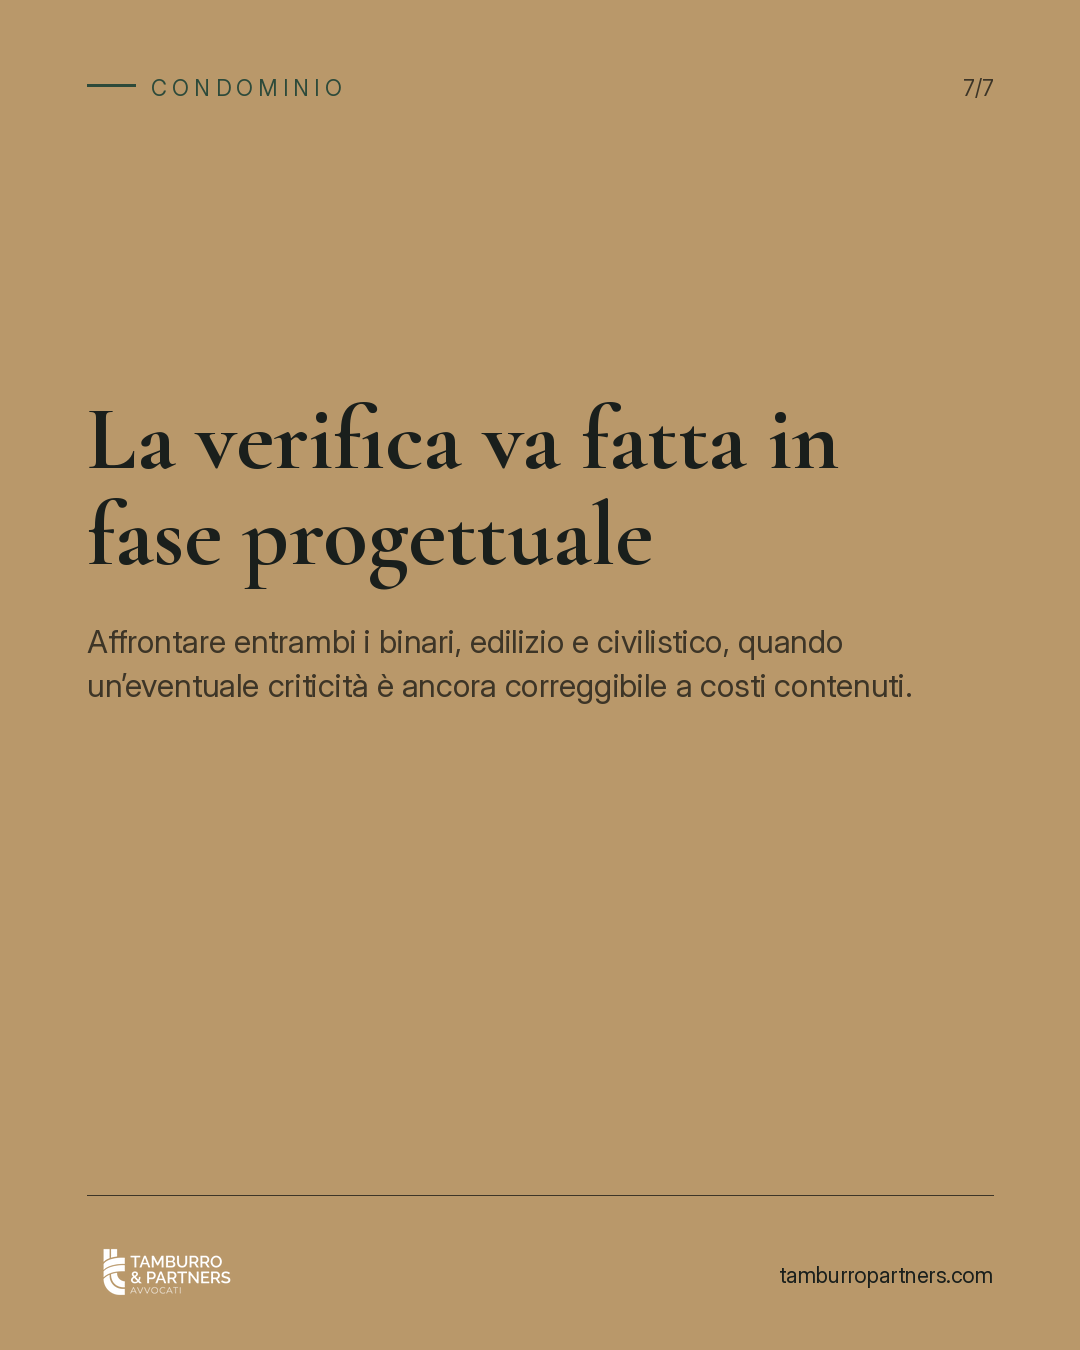 CONDOMINIO
7/7
La verifica va fatta in
fase progettuale
Affrontare entrambi i binari, edilizio e civilistico, quando
un’eventuale criticità è ancora correggibile a costi contenuti.
TAMBURRO
& PARTNERS
AVVOCATI
tamburropartners.com